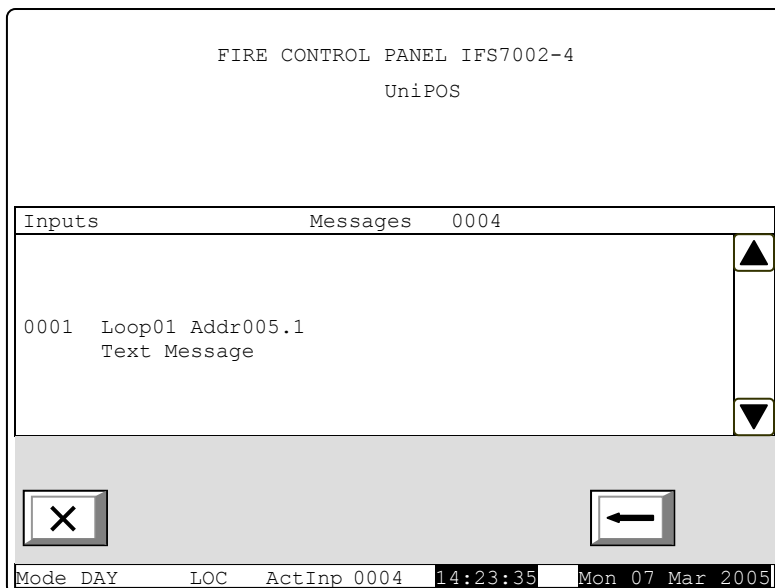 FIRE CONTROL PANEL IFS7002-4
UniPOS
Inputs Messages 0004
0001 Loop01 Addr005.1
Text Message
Mode DAY LOC ActInp 0004 14:23:35 Mon 07 Mar 2005